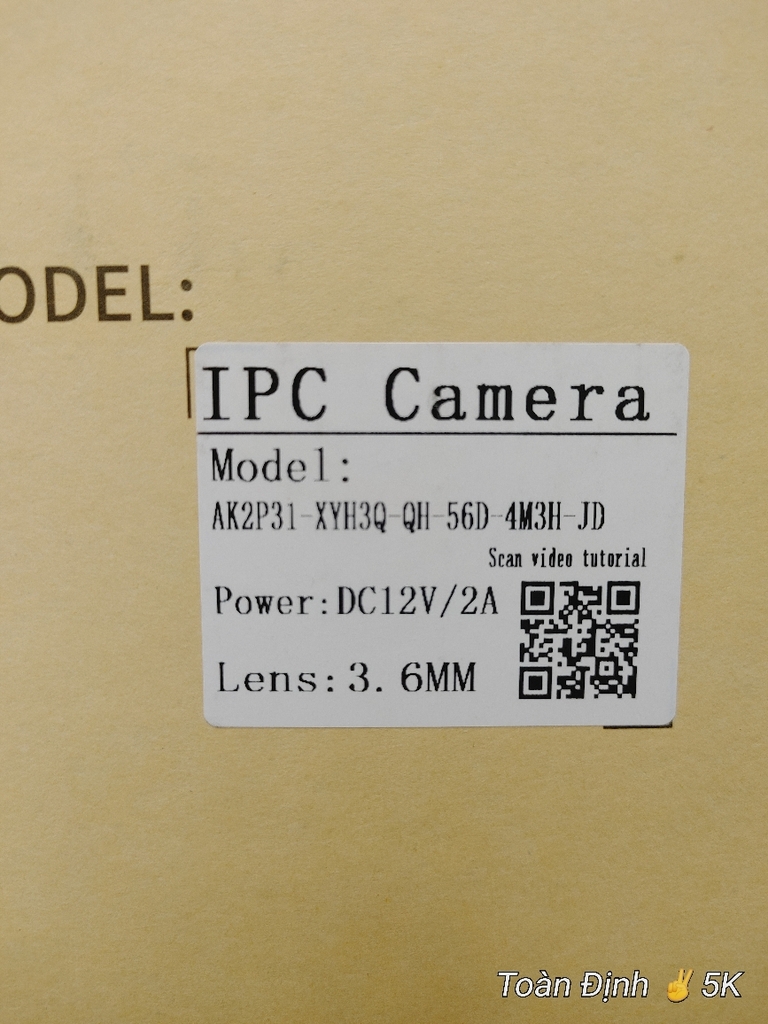 ODEL:
IPC Camera
Model:
AK2P31-XYH3Q-QH-56D-4M3H-JD
Scan video tutorial
Power:DC12V/2A
Lens:3.6MM
Toàn Định ✌️ 5K